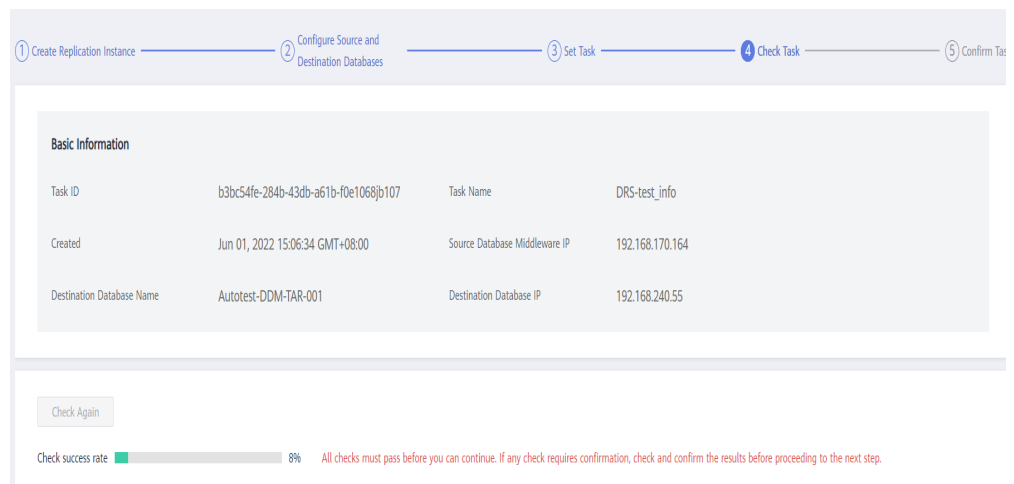 1 Create Replication Instance
2 Configure Source and
Destination Databases
3 Set Task
4 Check Task
5 Confirm Tas
Basic Information
Task ID b3bc54fe-284b-43db-a61b-f0e1068jb107 Task Name DRS-test_info
Created Jun 01, 2022 15:06:34 GMT+08:00 Source Database Middleware IP 192.168.170.164
Destination Database Name Autotest-DDM-TAR-001 Destination Database IP 192.168.240.55
Check Again
Check success rate 8% All checks must pass before you can continue. If any check requires confirmation, check and confirm the results before proceeding to the next step.